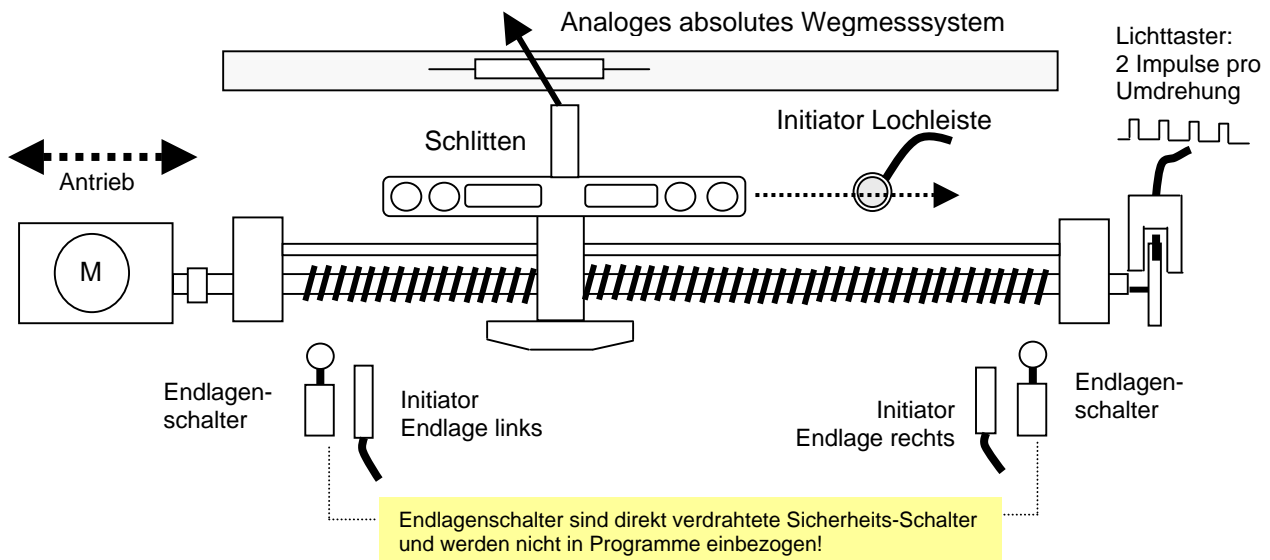 Analoges absolutes Wegmesssystem
Lichttaster:
2 Impulse pro
Umdrehung
Initiator Lochleiste
Schlitten
Antrieb
M
Endlagen-
schalter
Initiator
Endlage links
Initiator
Endlage rechts
Endlagen-
schalter
Endlagenschalter sind direkt verdrahtete Sicherheits-Schalter
und werden nicht in Programme einbezogen!